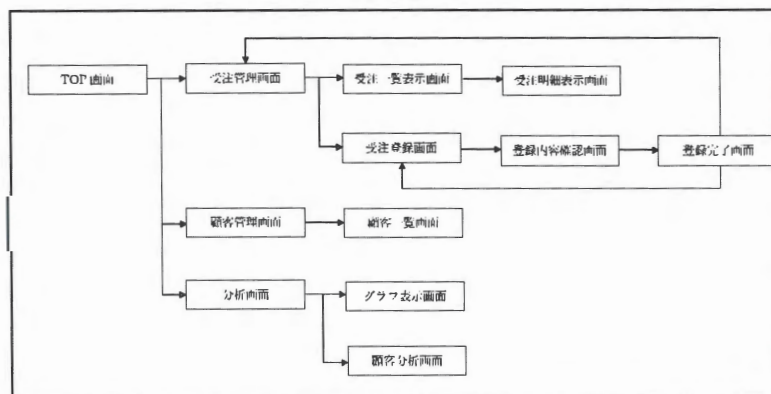 TOP 画面
受注管理画面
受注一覧表示画面
受注明細表示画面
受注登録画面
登録内容確認画面
登録完了画面
顧客管理画面
顧客一覧画面
分析画面
グラフ表示画面
顧客分析画面